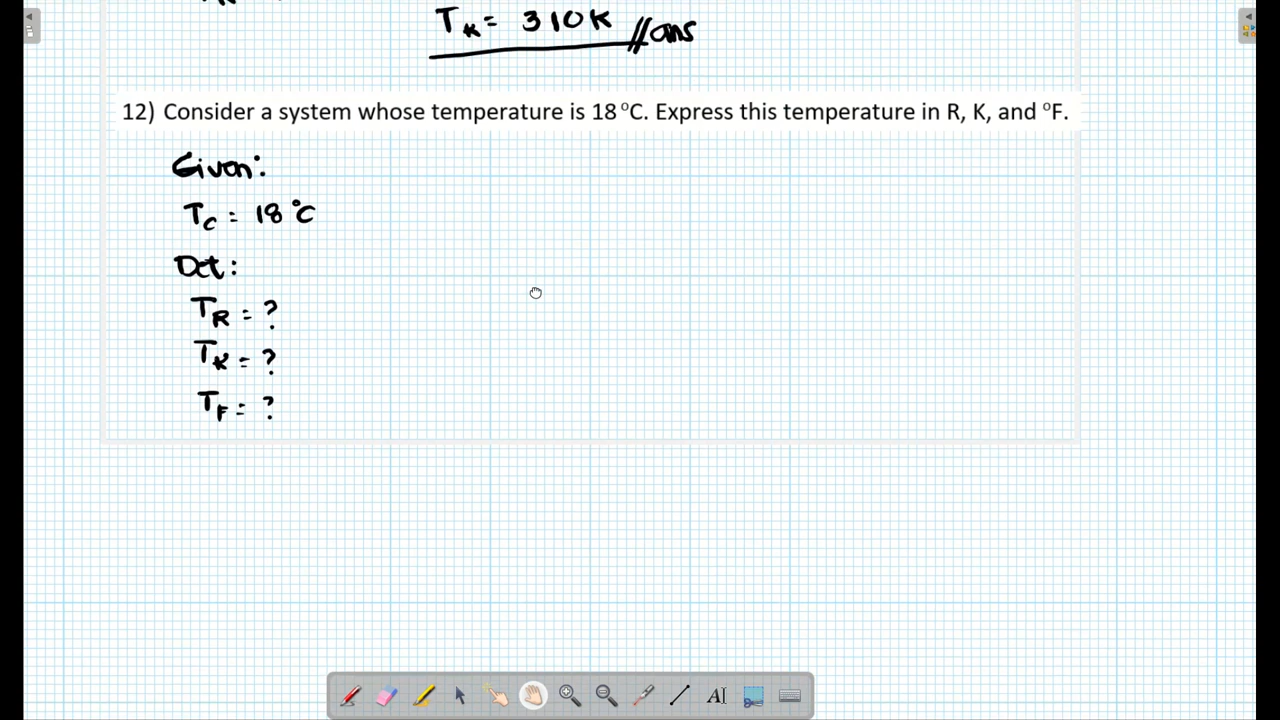 T_K = 310K //ans
12) Consider a system whose temperature is 18 °C. Express this temperature in R, K, and °F.
Given:
T_C = 18 °C
Det:
T_R = ?
T_K = ?
T_F = ?
AI